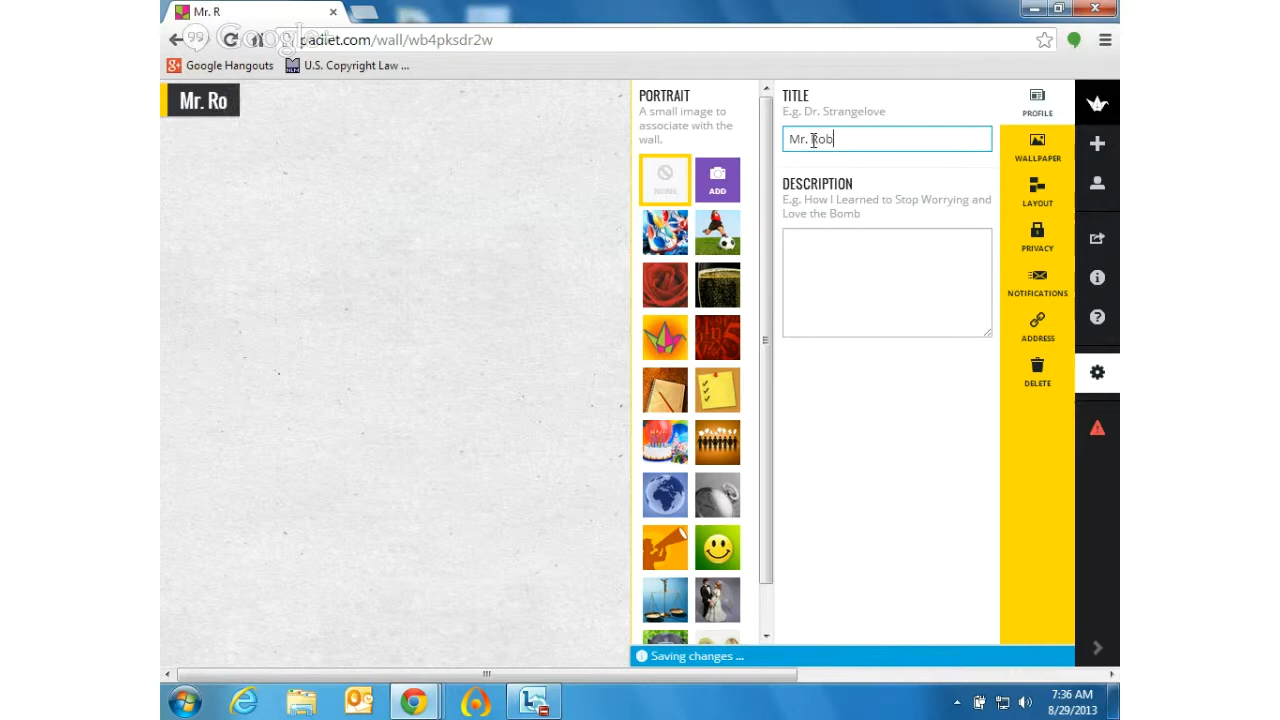 Mr. R
Google+
padlet.com/wall/wb4pksdr2w
Google Hangouts
U.S. Copyright Law ...
Mr. Ro
PORTRAIT
A small image to
associate with the
wall.
NONE
ADD
TITLE
E.g. Dr. Strangelove
Mr. Rob
DESCRIPTION
E.g. How I Learned to Stop Worrying and
Love the Bomb
PROFILE
WALLPAPER
LAYOUT
PRIVACY
NOTIFICATIONS
ADDRESS
DELETE
Saving changes ...
7:36 AM
8/29/2013